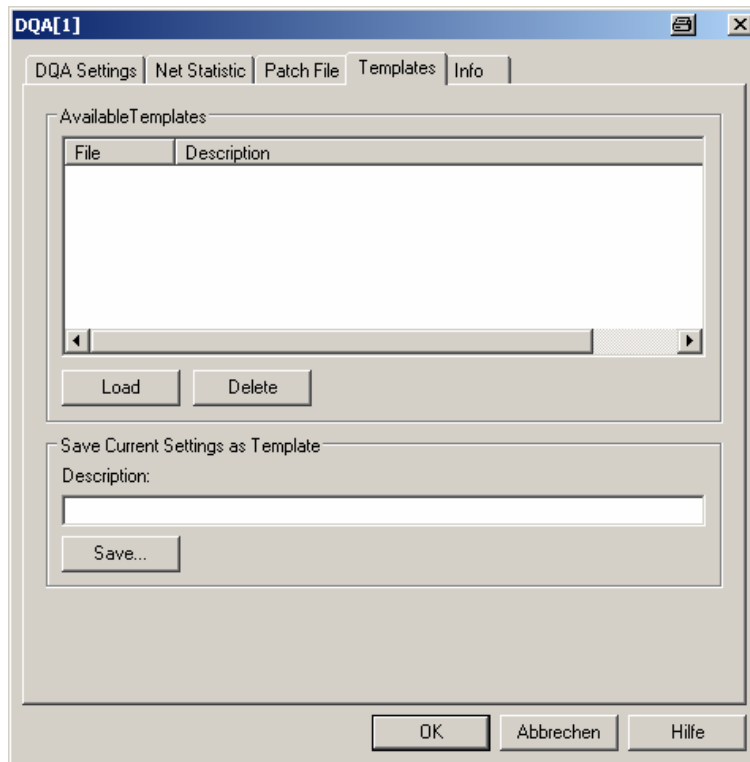 DQA[1]
DQA Settings Net Statistic Patch File Templates Info
AvailableTemplates
File Description
Load Delete
Save Current Settings as Template
Description:
Save...
OK Abbrechen Hilfe